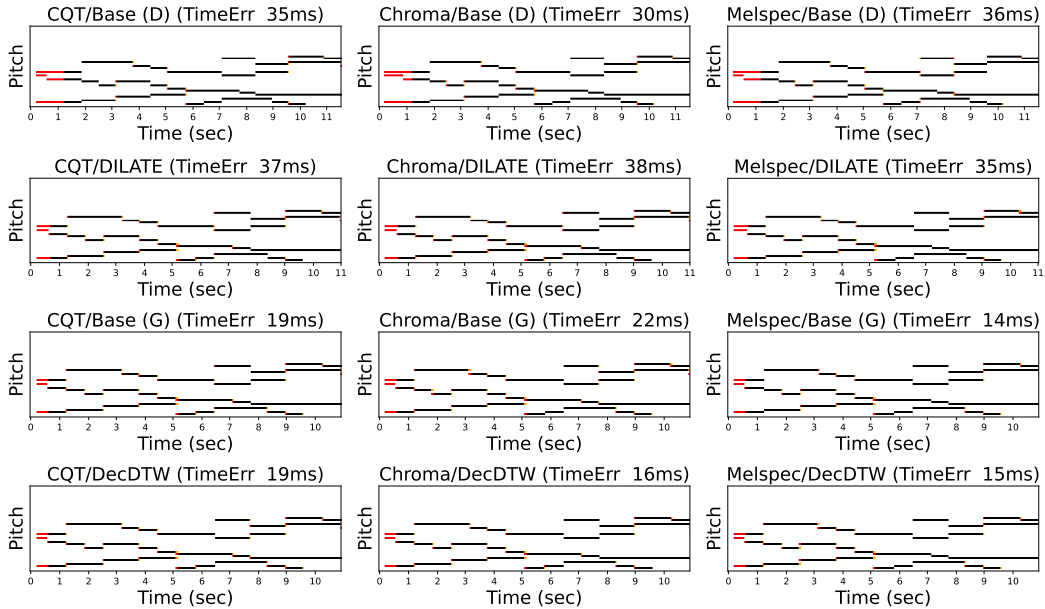 CQT/Base (D) (TimeErr 35ms) Chroma/Base (D) (TimeErr 30ms) Melspec/Base (D) (TimeErr 36ms)
Pitch Pitch Pitch
0 1 2 3 4 5 6 7 8 9 10 11 0 1 2 3 4 5 6 7 8 9 10 11 0 1 2 3 4 5 6 7 8 9 10 11
Time (sec) Time (sec) Time (sec)
CQT/DILATE (TimeErr 37ms) Chroma/DILATE (TimeErr 38ms) Melspec/DILATE (TimeErr 35ms)
Pitch Pitch Pitch
0 1 2 3 4 5 6 7 8 9 10 11 0 1 2 3 4 5 6 7 8 9 10 11 0 1 2 3 4 5 6 7 8 9 10 11
Time (sec) Time (sec) Time (sec)
CQT/Base (G) (TimeErr 19ms) Chroma/Base (G) (TimeErr 22ms) Melspec/Base (G) (TimeErr 14ms)
Pitch Pitch Pitch
0 1 2 3 4 5 6 7 8 9 10 0 1 2 3 4 5 6 7 8 9 10 0 1 2 3 4 5 6 7 8 9 10
Time (sec) Time (sec) Time (sec)
CQT/DecDTW (TimeErr 19ms) Chroma/DecDTW (TimeErr 16ms) Melspec/DecDTW (TimeErr 15ms)
Pitch Pitch Pitch
0 1 2 3 4 5 6 7 8 9 10 0 1 2 3 4 5 6 7 8 9 10 0 1 2 3 4 5 6 7 8 9 10
Time (sec) Time (sec) Time (sec)